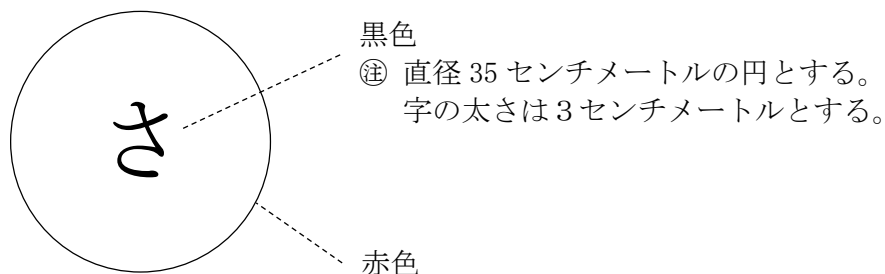 黒色
㊟ 直径 35 センチメートルの円とする。
字の太さは３センチメートルとする。
さ
赤色